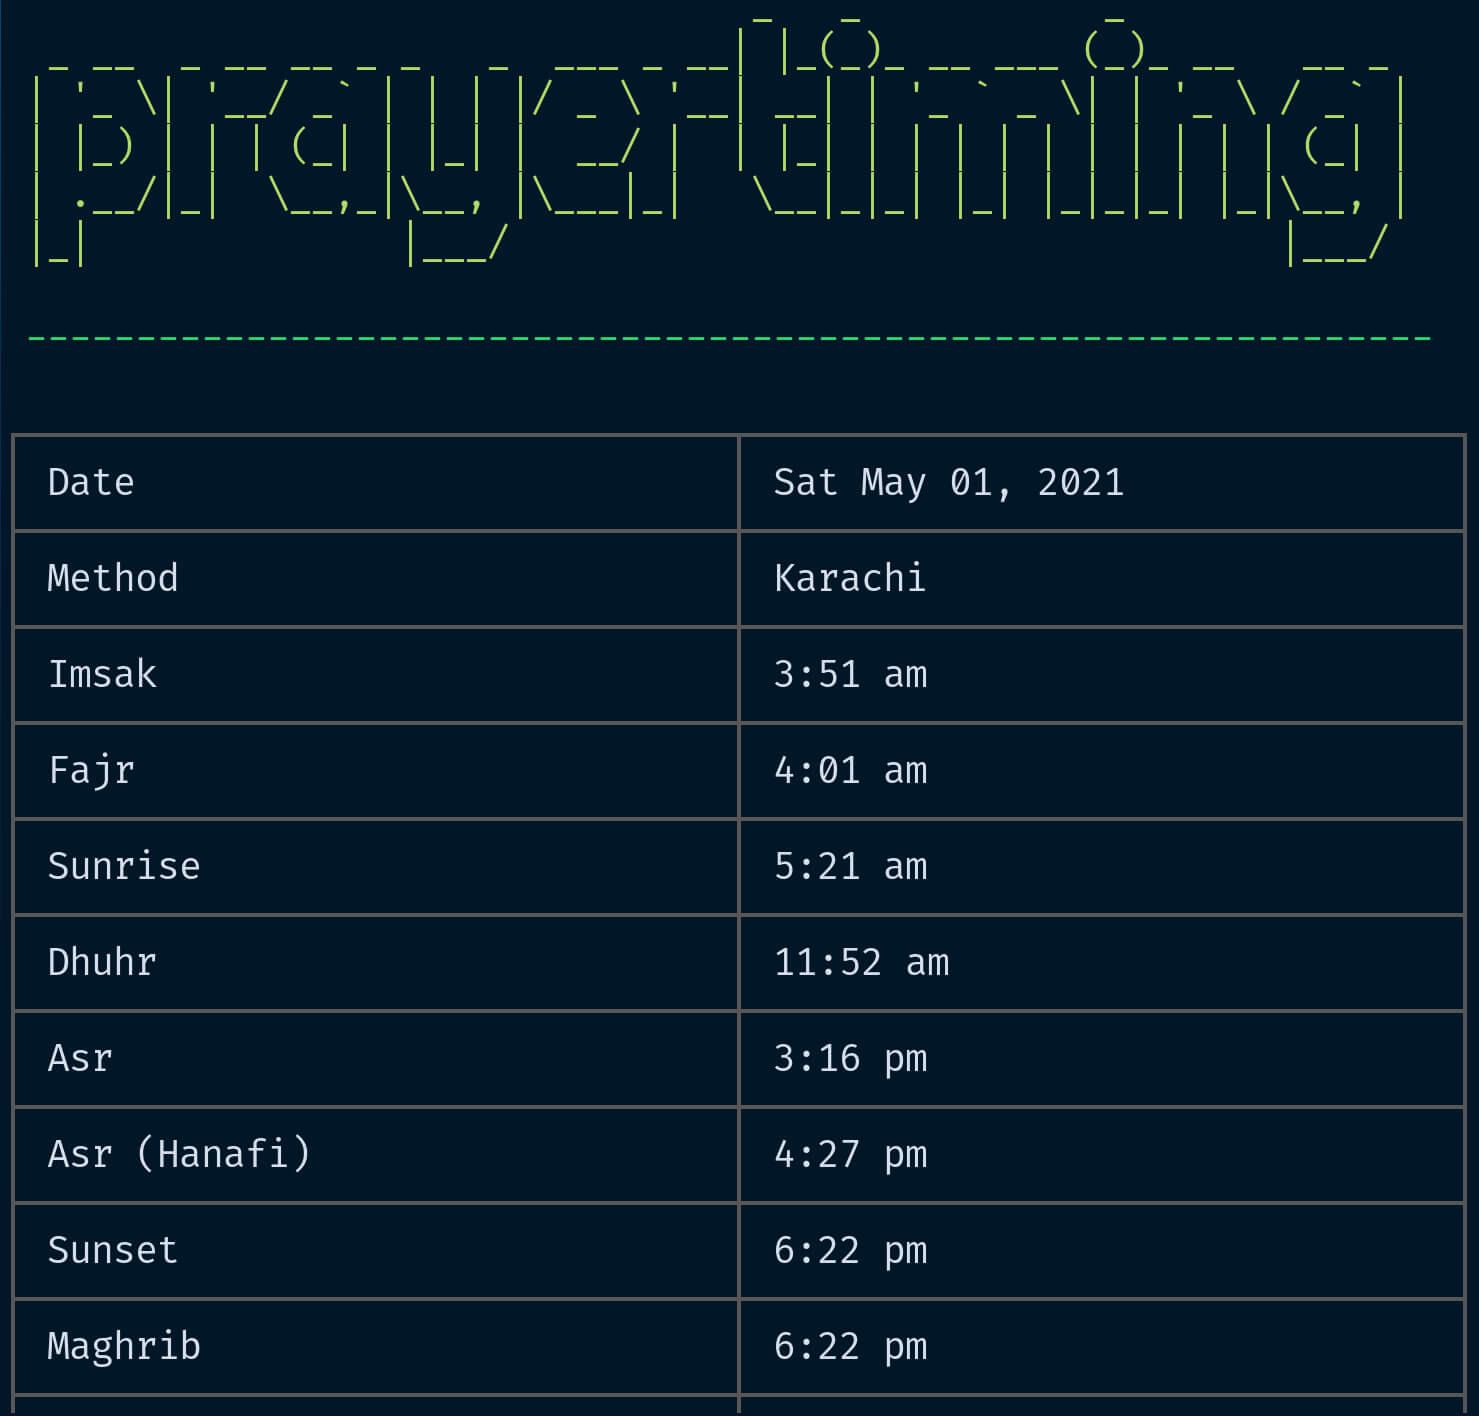 prayer timing
Date Sat May 01, 2021
Method Karachi
Imsak 3:51 am
Fajr 4:01 am
Sunrise 5:21 am
Dhuhr 11:52 am
Asr 3:16 pm
Asr (Hanafi) 4:27 pm
Sunset 6:22 pm
Maghrib 6:22 pm